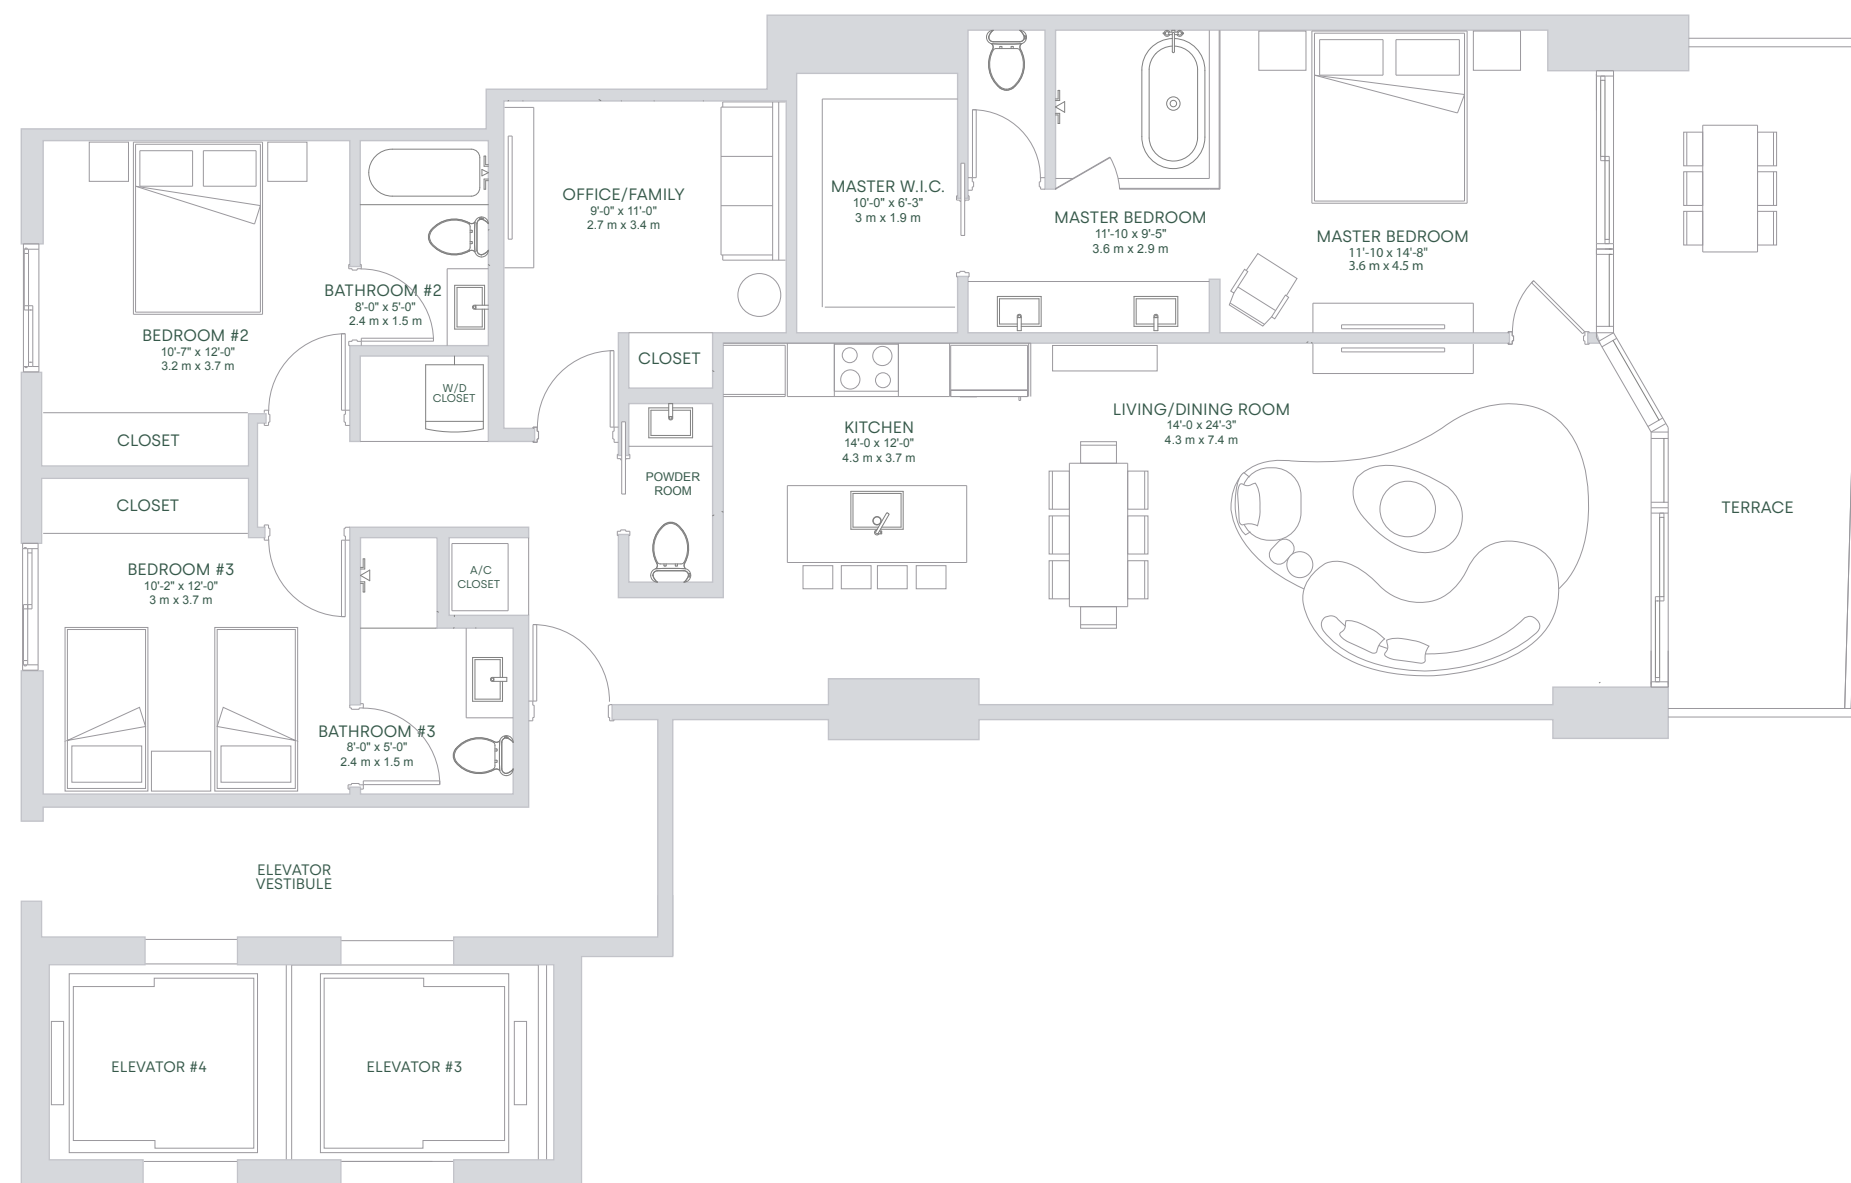 OFFICE/FAMILY
9'-0" x 11'-0"
2.7 m x 3.4 m
MASTER W.I.C.
10'-0" x 6'-3"
3 m x 1.9 m
MASTER BEDROOM
11'-10 x 9'-5"
3.6 m x 2.9 m
MASTER BEDROOM
11'-10 x 14'-8"
3.6 m x 4.5 m
BATHROOM #2
8'-0" x 5'-0"
2.4 m x 1.5 m
BEDROOM #2
10'-7" x 12'-0"
3.2 m x 3.7 m
CLOSET
W/D
CLOSET
LIVING/DINING ROOM
14'-0 x 24'-3"
4.3 m x 7.4 m
KITCHEN
14'-0 x 12'-0"
4.3 m x 3.7 m
CLOSET
POWDER
ROOM
CLOSET
TERRACE
BEDROOM #3
10'-2" x 12'-0"
3 m x 3.7 m
A/C
CLOSET
BATHROOM #3
8'-0" x 5'-0"
2.4 m x 1.5 m
ELEVATOR
VESTIBULE
ELEVATOR #4
ELEVATOR #3